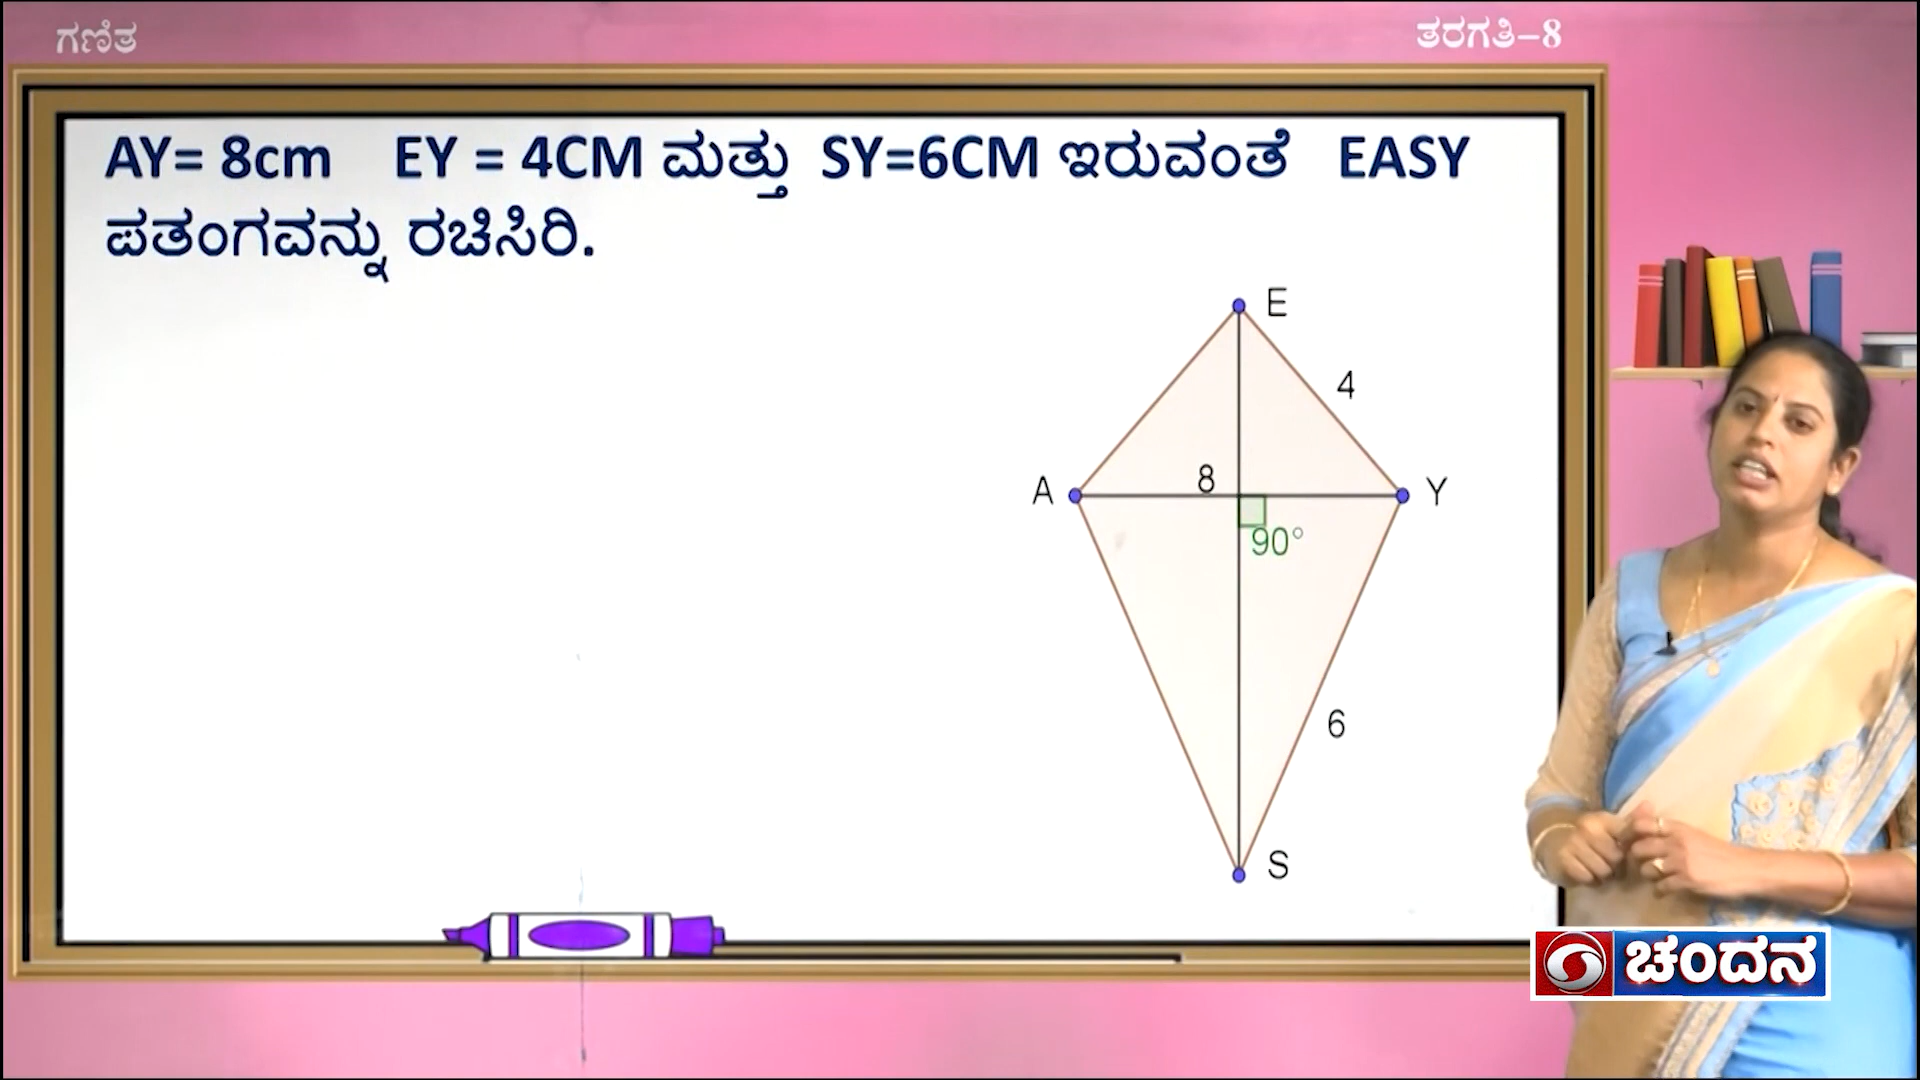 ಗಣಿತ
ತರಗತಿ-8
AY= 8cm EY = 4CM ಮತ್ತು SY=6CM ಇರುವಂತೆ EASY
ಪತಂಗವನ್ನು ರಚಿಸಿರಿ.
E
4
A
8
Y
90°
6
S
ಚಂದನ